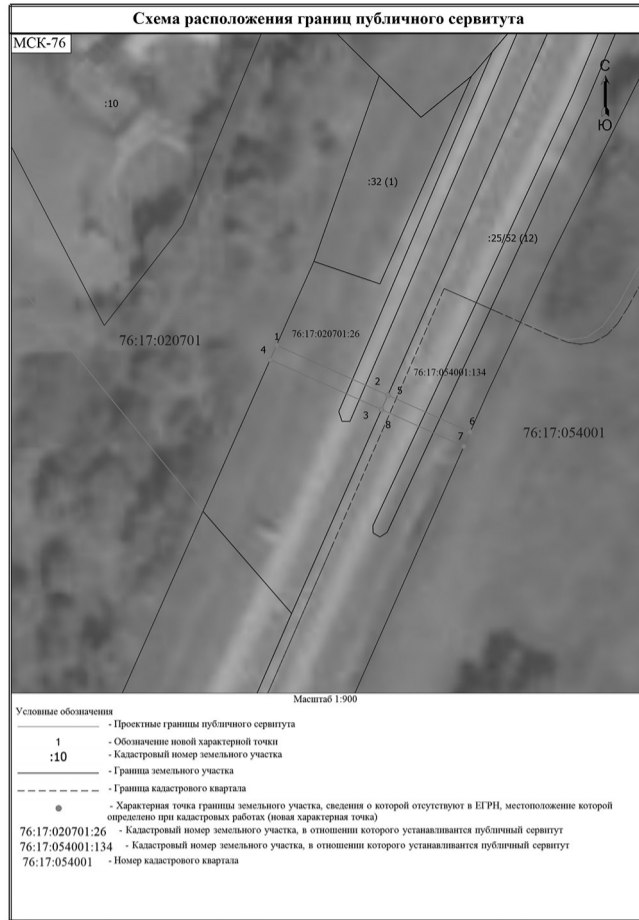 Схема расположения границ публичного сервитута
МСК-76
С
Ю
:10
:32 (1)
:25/52 (12)
76:17:020701
1
76:17:020701:26
4
76:17:054001:134
2
5
3
8
6
7
76:17:054001
Масштаб 1:900
Условные обозначения
- Проектные границы публичного сервитута
1 - Обозначение новой характерной точки
:10 - Кадастровый номер земельного участка
- Граница земельного участка
- Граница кадастрового квартала
- Характерная точка границы земельного участка, сведения о которой отсутствуют в ЕГРН, местоположение которой
определено при кадастровых работах (новая характерная точка)
76:17:020701:26 - Кадастровый номер земельного участка, в отношении которого устанавливантся публичный сервитут
76:17:054001:134 - Кадастровый номер земельного участка, в отношении которого устанавливантся публичный сервитут
76:17:054001 - Номер кадастрового квартала